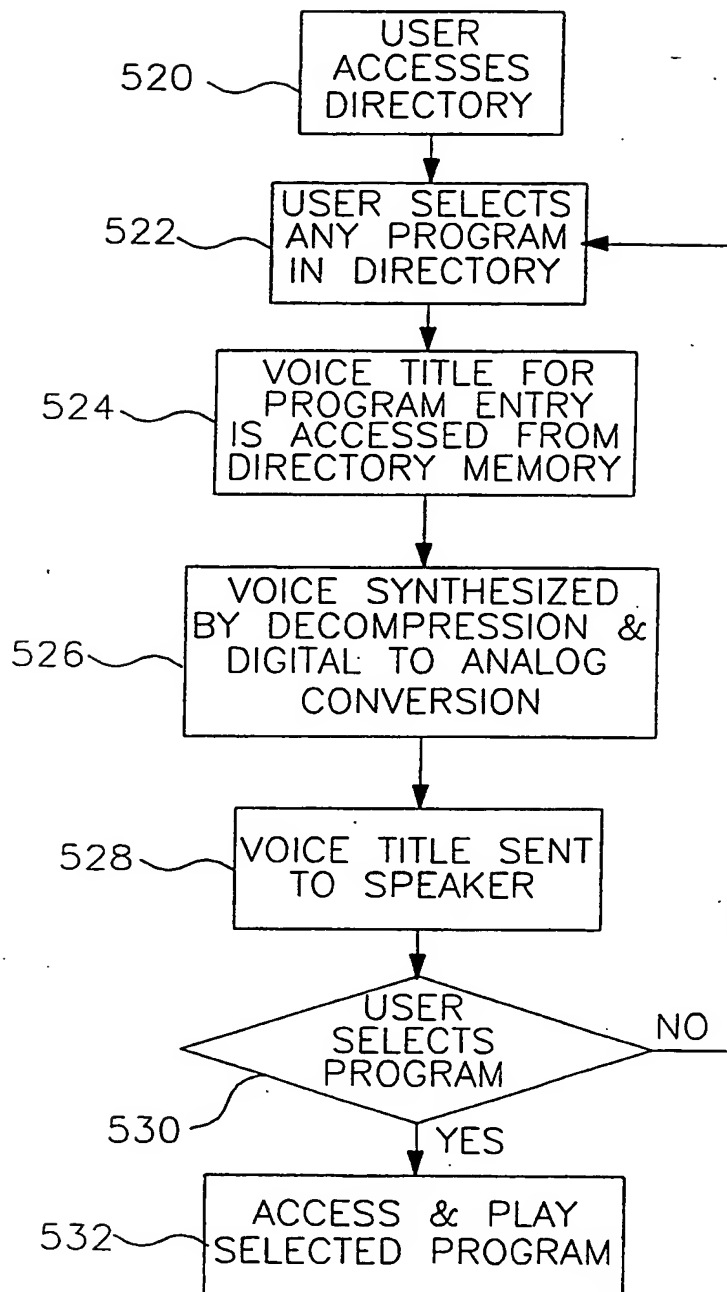 USER
ACCESSES
DIRECTORY
520
USER SELECTS
ANY PROGRAM
IN DIRECTORY
522
VOICE TITLE FOR
PROGRAM ENTRY
IS ACCESSED FROM
DIRECTORY MEMORY
524
VOICE SYNTHESIZED
BY DECOMPRESSION &
DIGITAL TO ANALOG
CONVERSION
526
VOICE TITLE SENT
TO SPEAKER
528
USER
SELECTS
PROGRAM
NO
530
YES
ACCESS & PLAY
SELECTED PROGRAM
532